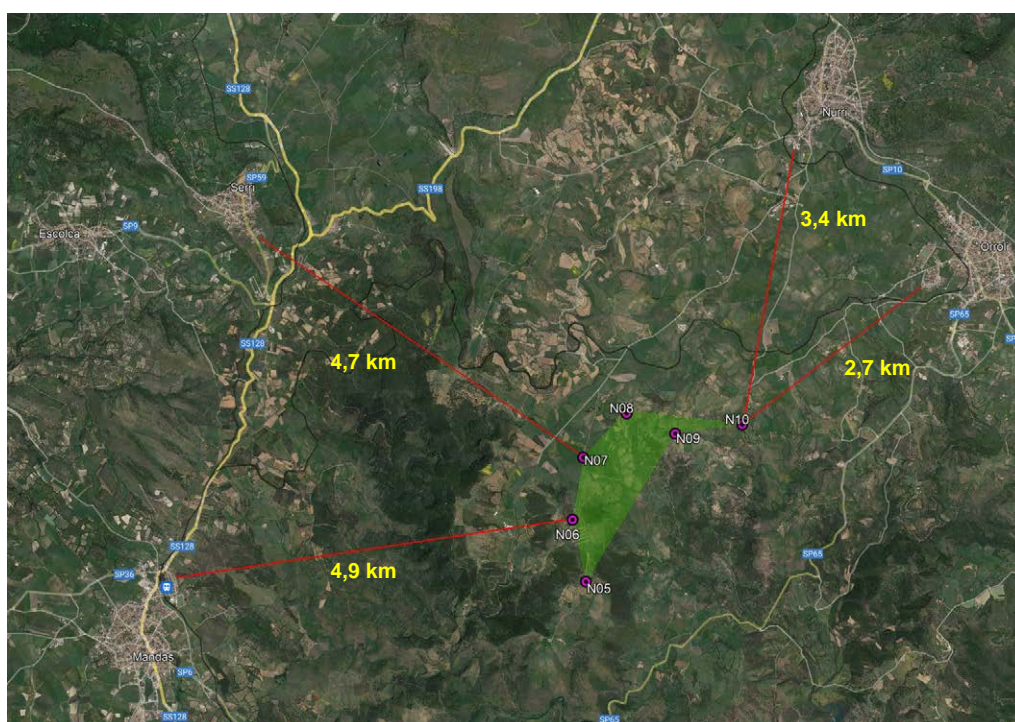 SS128
Nurri
SP10
SP59
Serri
SS198
Escolca
SP9
3,4 km
Orroli
SP65
SS128
4,7 km
2,7 km
N08
N10
N09
N07
N06
SS128
SP65
4,9 km
SP36
N05
Mandas
SP6
SS128
SP65